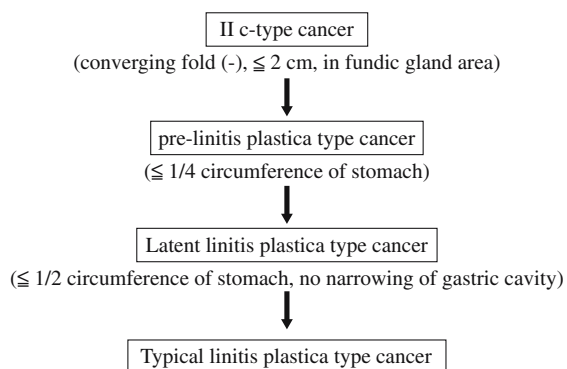 II c-type cancer
(converging fold (-), ≦ 2 cm, in fundic gland area)
pre-linitis plastica type cancer
(≦ 1/4 circumference of stomach)
Latent linitis plastica type cancer
(≦ 1/2 circumference of stomach, no narrowing of gastric cavity)
Typical linitis plastica type cancer